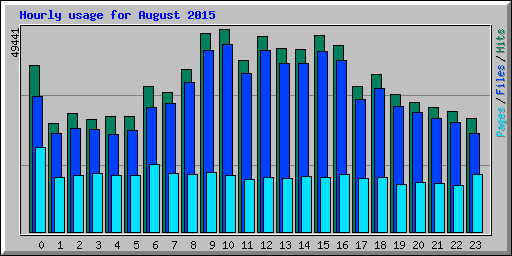 Hourly usage for August 2015
49441
Pages/Files/Hits
0 1 2 3 4 5 6 7 8 9 10 11 12 13 14 15 16 17 18 19 20 21 22 23